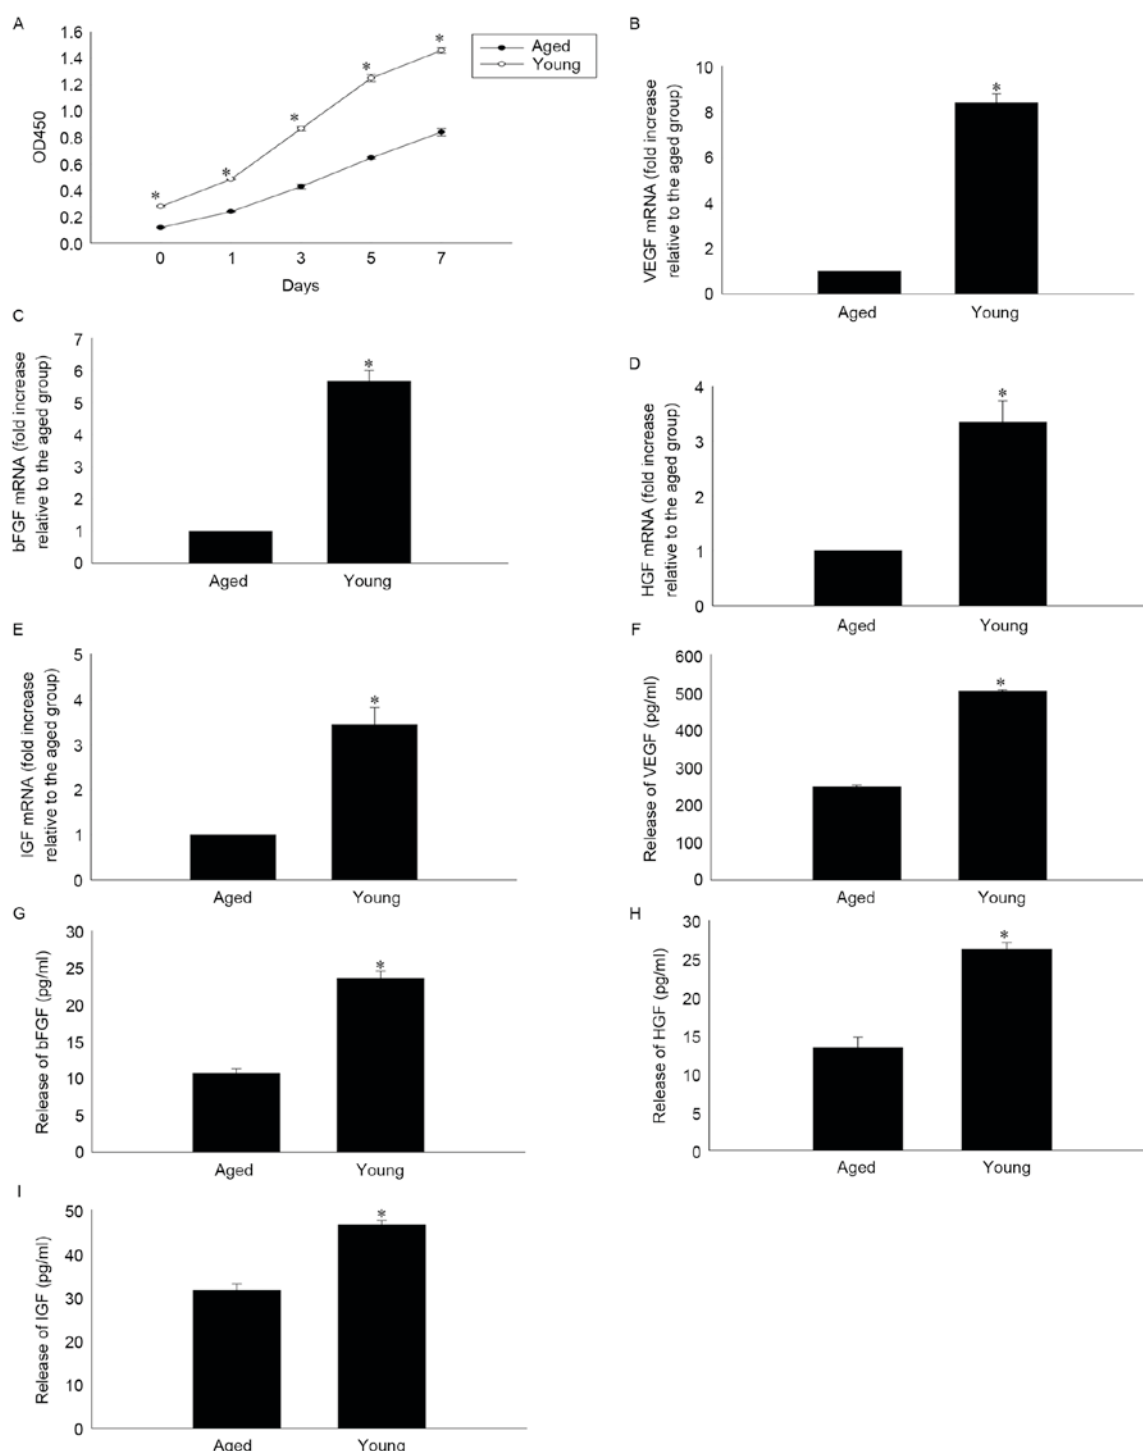 A
1.6
1.4
1.2
1.0
0.8
0.6
0.4
0.2
0.0
OD450
*
*
*
*
*
Aged
Young
0 1 3 5 7
Days
B
10
8
6
4
2
0
VEGF mRNA (fold increase
relative to the aged group)
*
Aged Young
C
7
6
5
4
3
2
1
0
bFGF mRNA (fold increase
relative to the aged group)
*
Aged Young
D
4
3
2
1
0
HGF mRNA (fold increase
relative to the aged group)
*
Aged Young
E
5
4
3
2
1
0
IGF mRNA (fold increase
relative to the aged group)
*
Aged Young
F
600
500
400
300
200
100
0
Release of VEGF (pg/ml)
*
Aged Young
G
30
25
20
15
10
5
0
Release of bFGF (pg/ml)
*
Aged Young
H
30
25
20
15
10
5
0
Release of HGF (pg/ml)
*
Aged Young
I
50
40
30
20
10
0
Release of IGF (pg/ml)
*
Aged Young